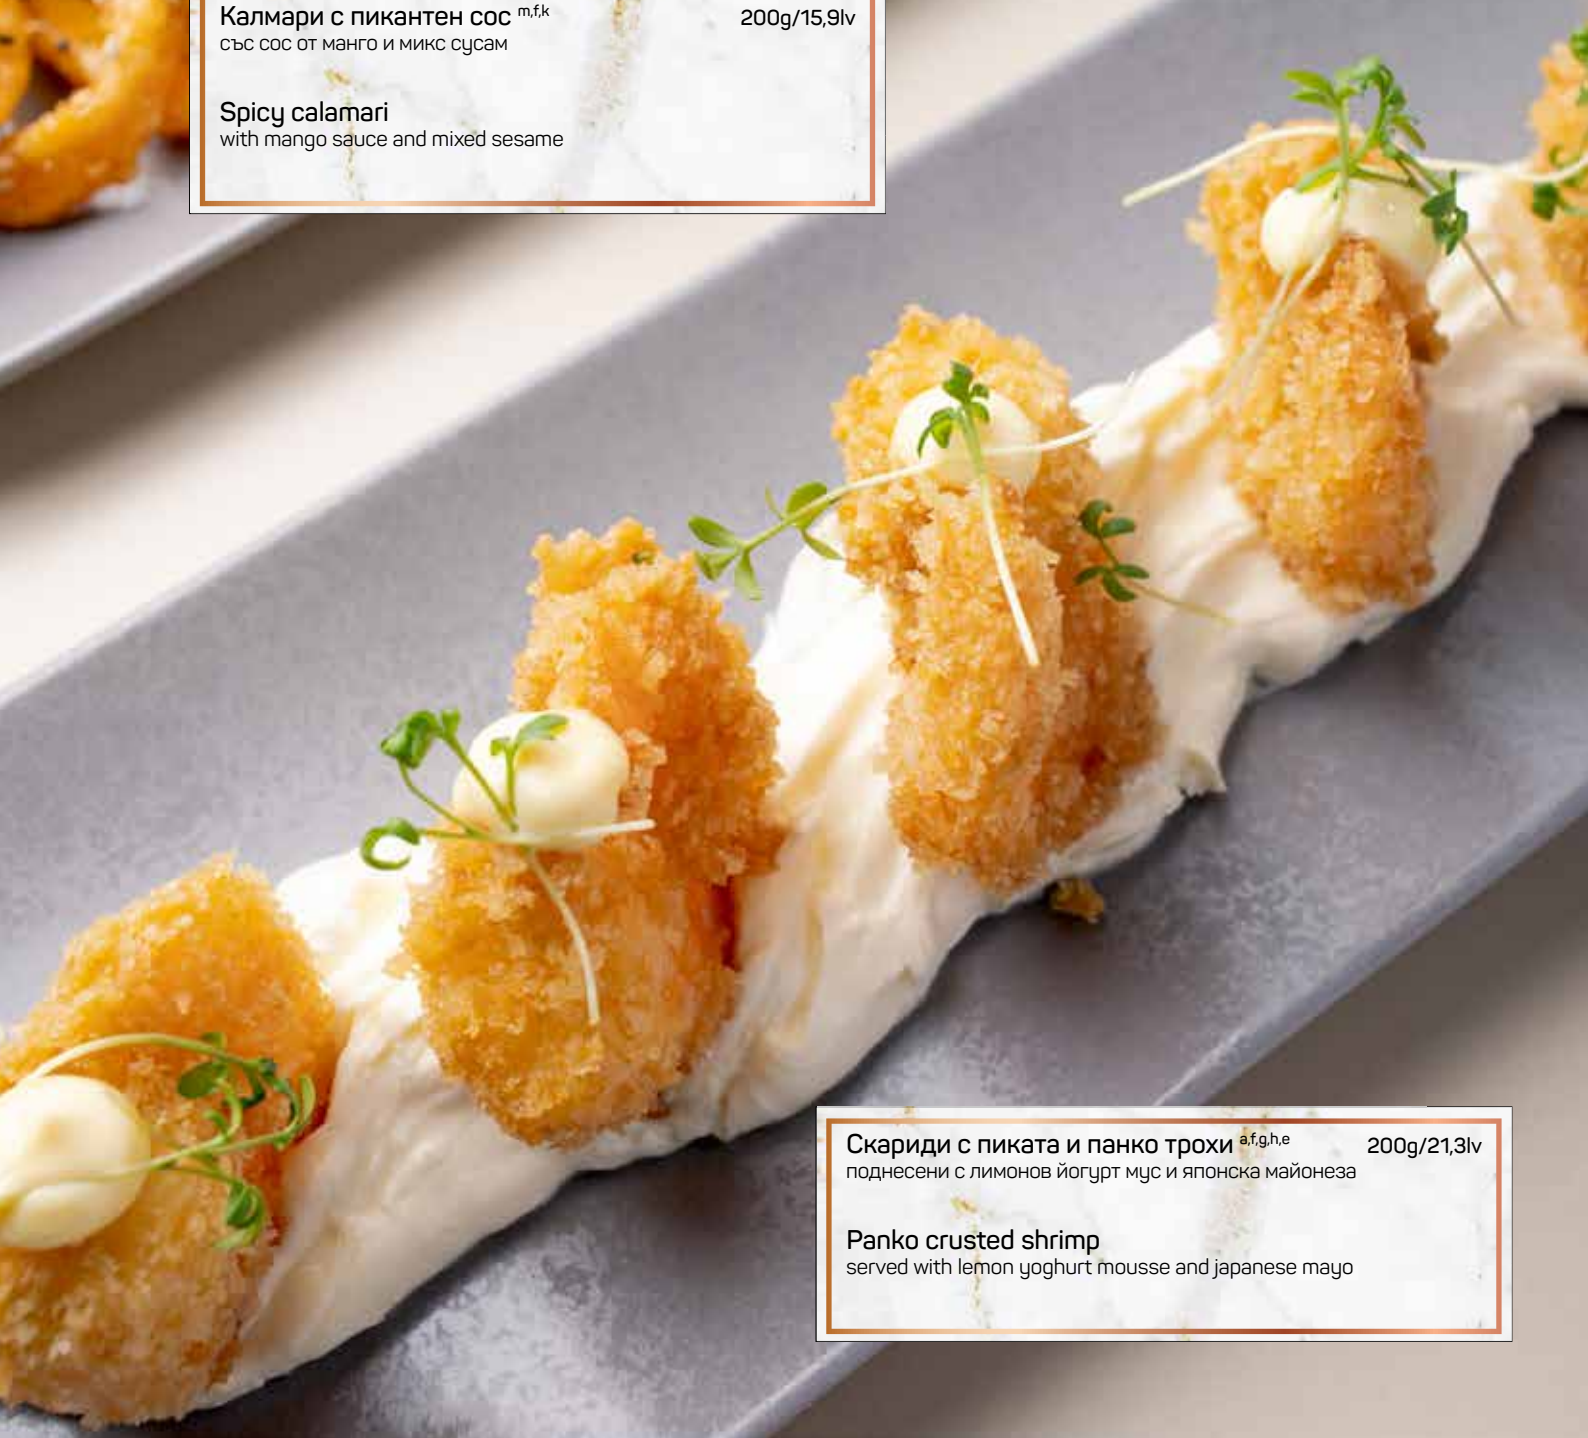 Калмари с пикантен сос m,f,k 200g/15,9lv
със сос от манго и микс сусам
Spicy calamari
with mango sauce and mixed sesame
Скариди с пиката и панко трохи a,f,g,h,e 200g/21,3lv
поднесени с лимонов йогурт мус и японска майонеза
Panko crusted shrimp
served with lemon yoghurt mousse and japanese mayo